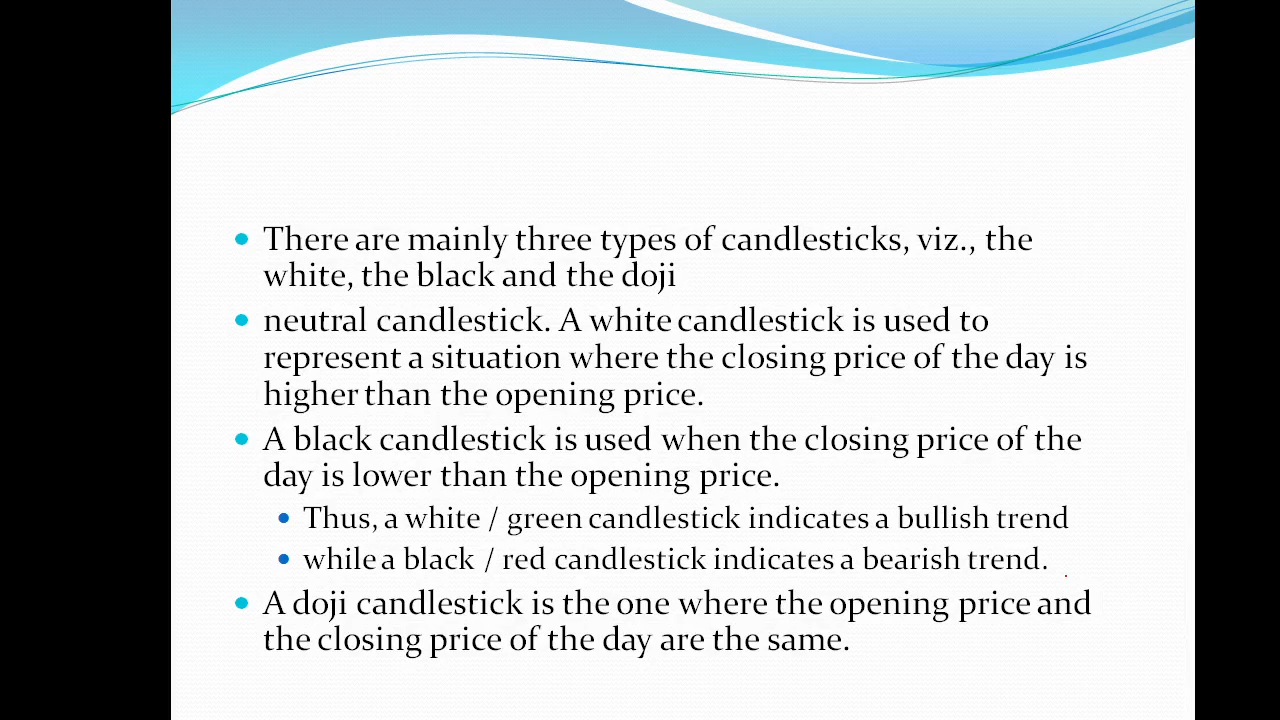 There are mainly three types of candlesticks, viz., the
white, the black and the doji
neutral candlestick. A white candlestick is used to
represent a situation where the closing price of the day is
higher than the opening price.
A black candlestick is used when the closing price of the
day is lower than the opening price.
Thus, a white / green candlestick indicates a bullish trend
while a black / red candlestick indicates a bearish trend.
A doji candlestick is the one where the opening price and
the closing price of the day are the same.